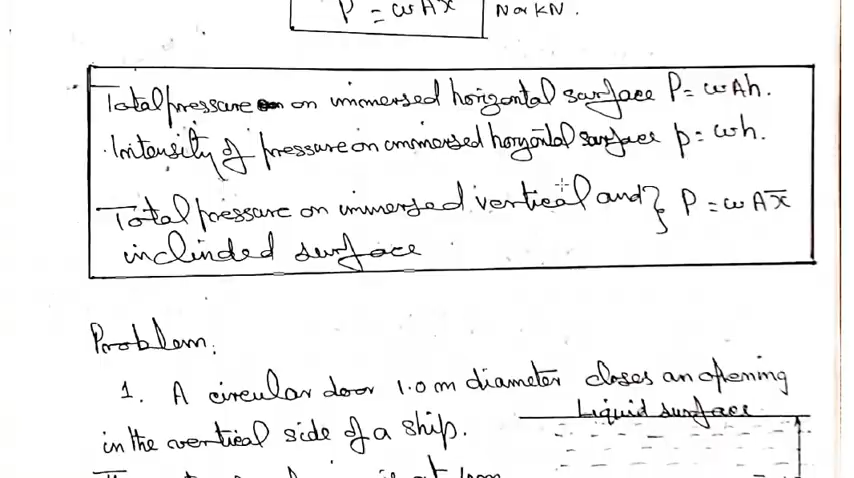 P = wAx̄ N or kN.
Total pressure on immersed horizontal surface P = wAh.
Intensity of pressure on immersed horizontal surface p = wh.
Total pressure on immersed vertical and } P = wAx̄
inclinded surface
Problem.
1. A circular door 1.0 m diameter closes an opening
Liquid surface
in the vertical side of a ship.